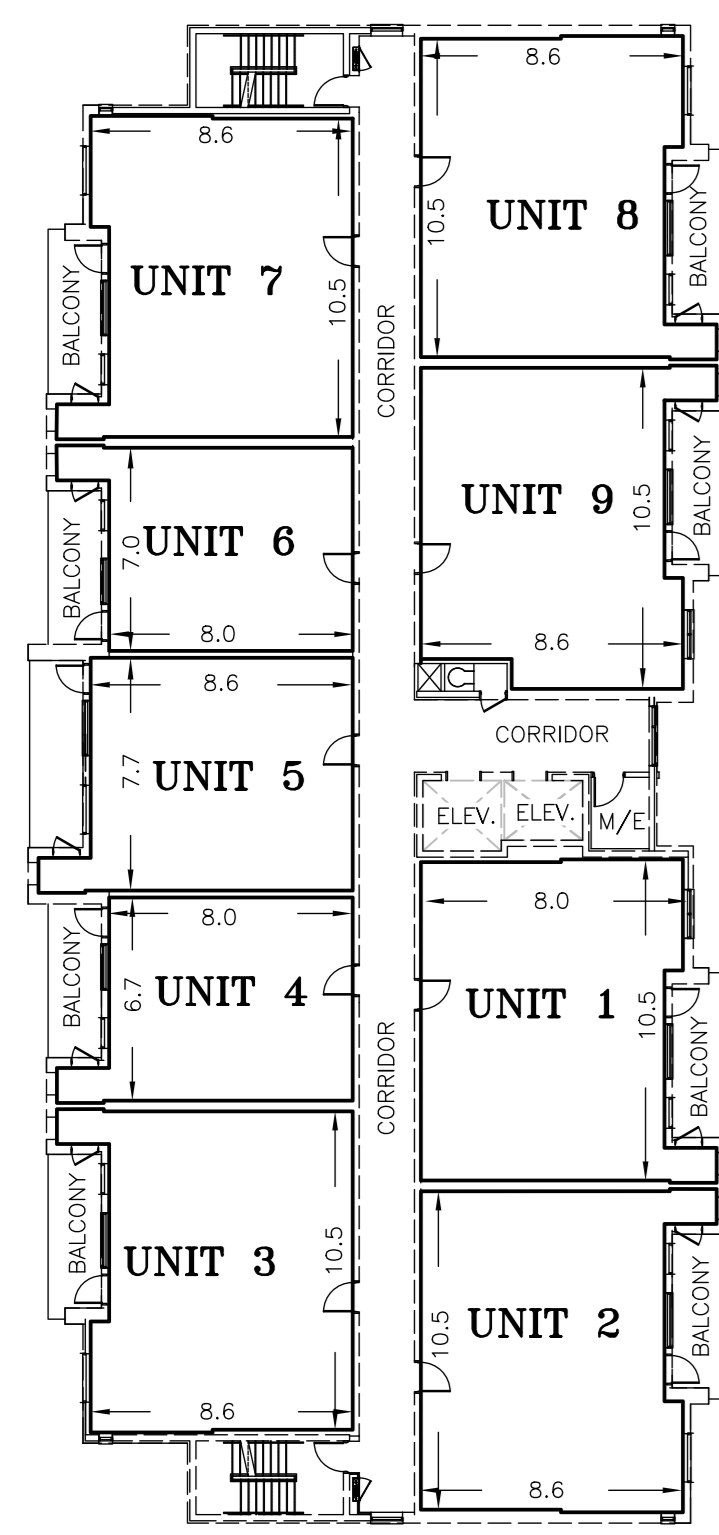 8.6
8.6
10.5
UNIT 8
BALCONY
UNIT 7
10.5
BALCONY
CORRIDOR
UNIT 9
10.5
BALCONY
7.0
UNIT 6
BALCONY
8.0
8.6
8.6
CORRIDOR
7.7
UNIT 5
ELEV.
ELEV.
M/E
8.0
8.0
BALCONY
6.7
UNIT 4
UNIT 1
10.5
BALCONY
CORRIDOR
BALCONY
UNIT 3
10.5
10.5
UNIT 2
BALCONY
8.6
8.6